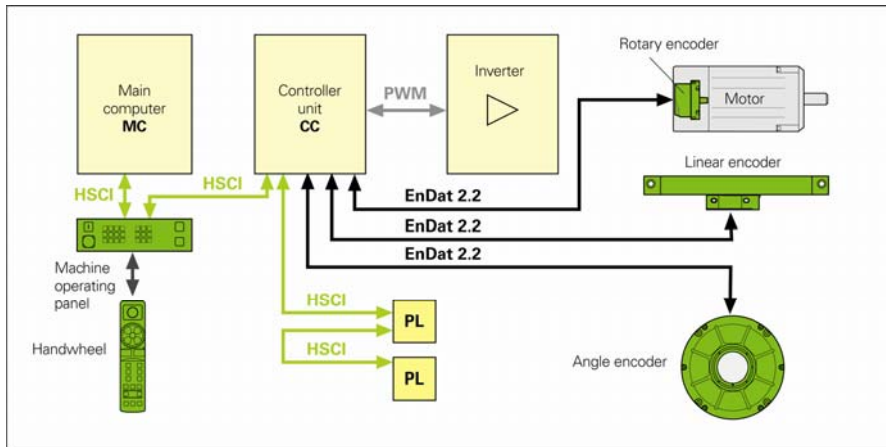 Main
computer
MC
Controller
unit
CC
PWM
Inverter
Rotary encoder
Motor
Linear encoder
HSCI
HSCI
EnDat 2.2
EnDat 2.2
EnDat 2.2
Machine
operating
panel
Handwheel
HSCI
PL
HSCI
PL
Angle encoder